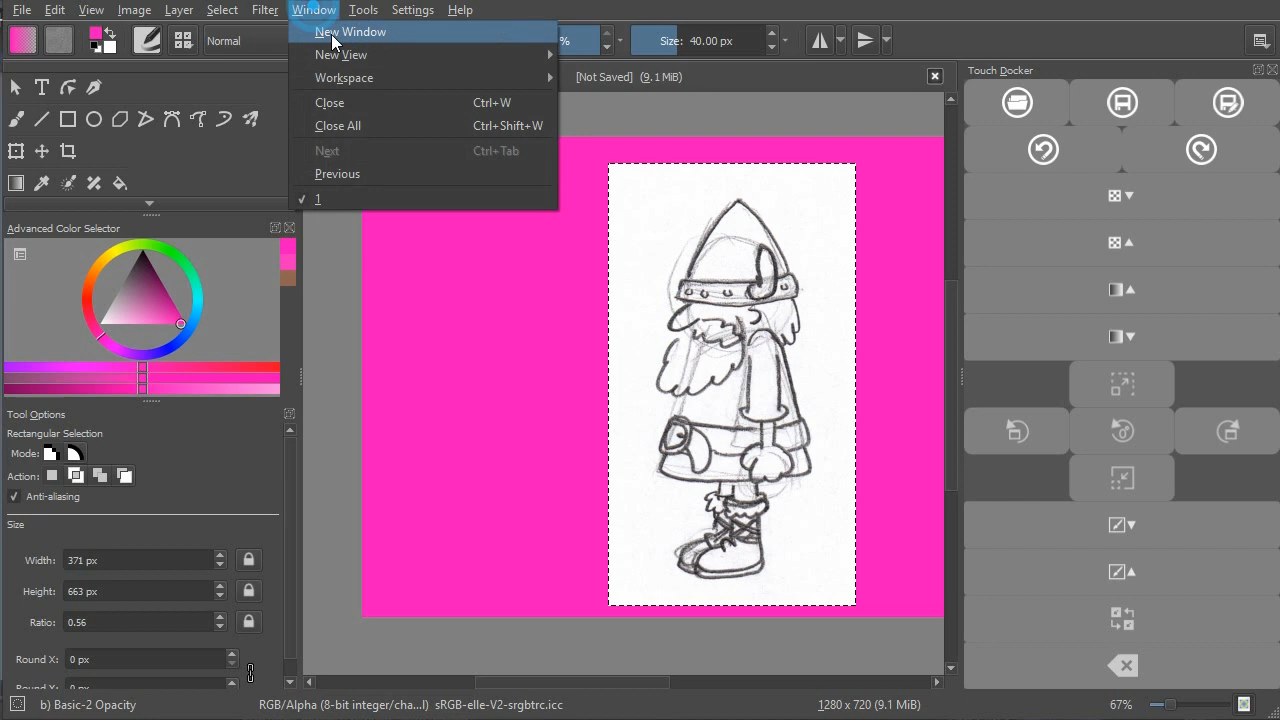 File Edit View Image Layer Select Filter Window Tools Settings Help
Normal
% Size: 40.00 px
New Window
New View
Workspace
Close Ctrl+W
Close All Ctrl+Shift+W
Next Ctrl+Tab
Previous
1
[Not Saved] (9.1 MiB)
Touch Docker
Advanced Color Selector
Tool Options
Rectangular Selection
Mode:
Action:
Anti-aliasing
Size
Width: 371 px
Height: 663 px
Ratio: 0.56
Round X: 0 px
b) Basic-2 Opacity
RGB/Alpha (8-bit integer/cha...l) sRGB-elle-V2-srgbtrc.icc
1280 x 720 (9.1 MiB)
67%